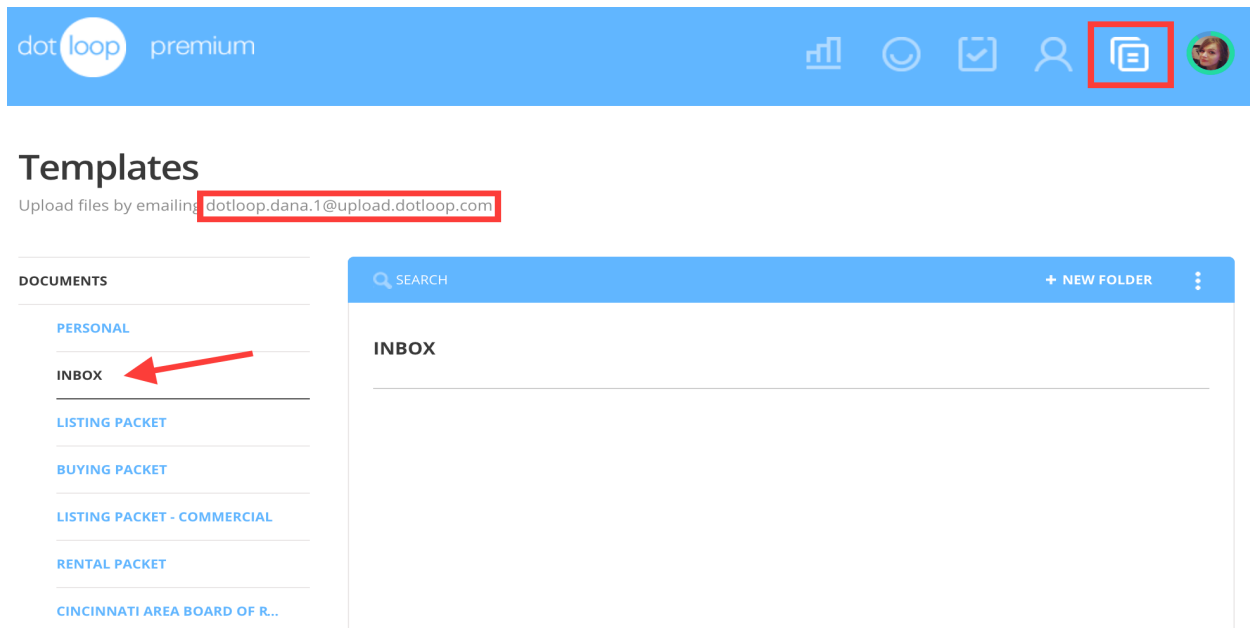 dot loop premium
Templates
Upload files by emailing dotloop.dana.1@upload.dotloop.com
DOCUMENTS
PERSONAL
INBOX
LISTING PACKET
BUYING PACKET
LISTING PACKET - COMMERCIAL
RENTAL PACKET
CINCINNATI AREA BOARD OF R...
SEARCH
+ NEW FOLDER
INBOX